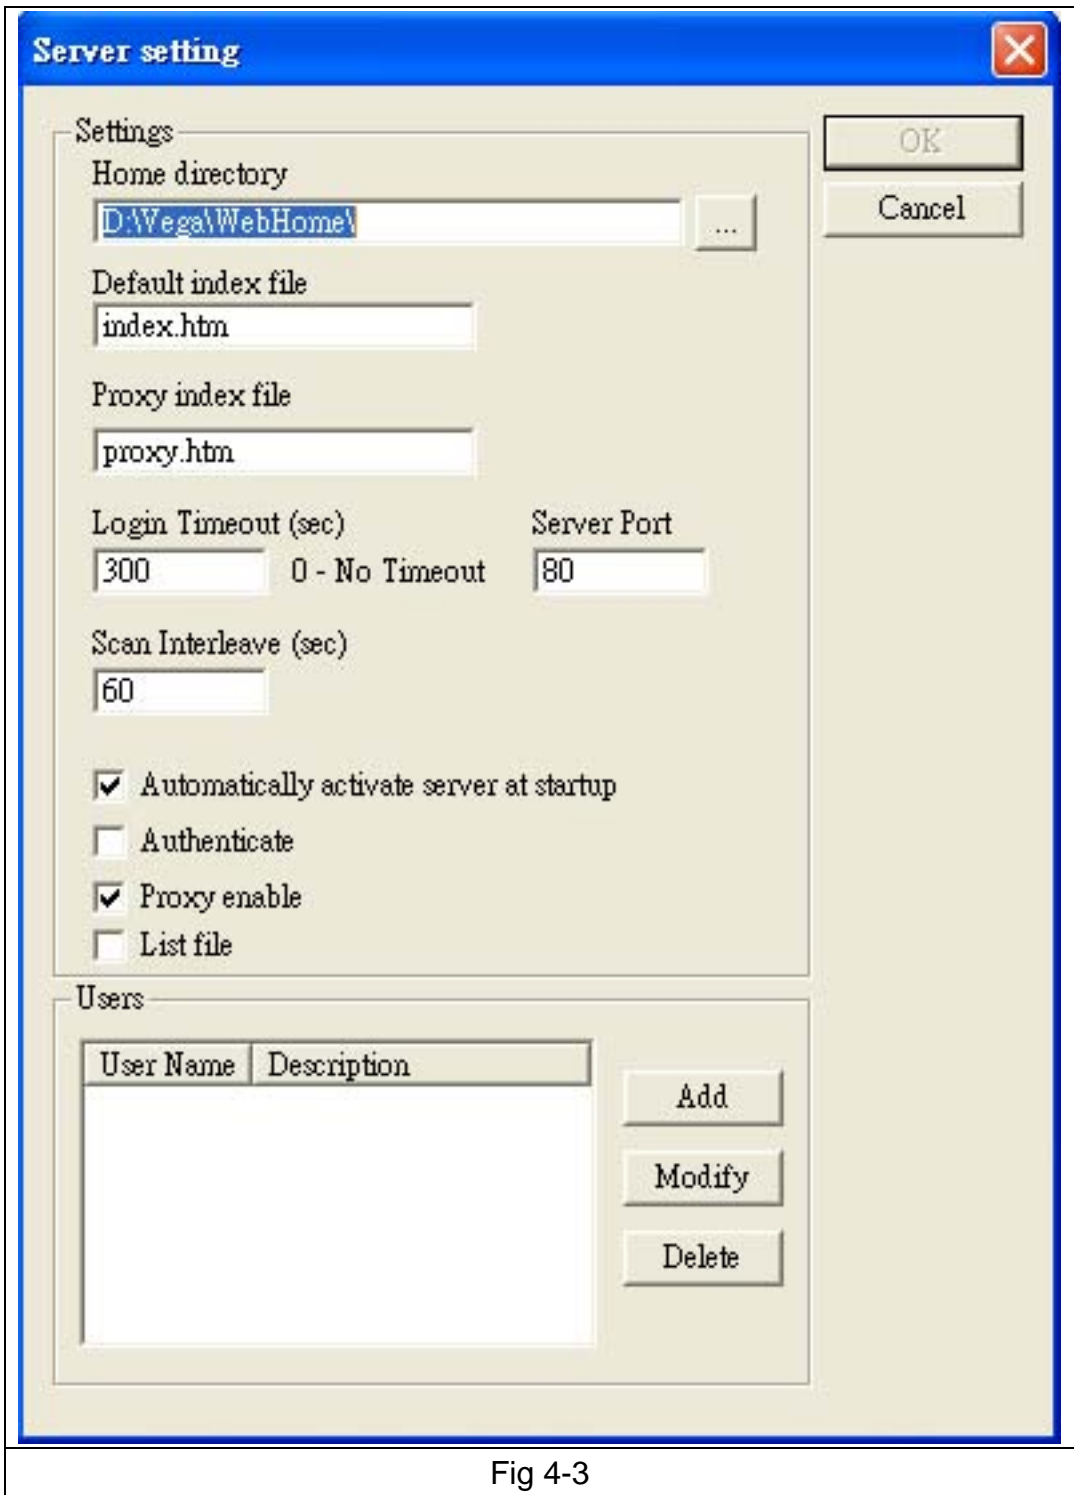 Server setting
Settings
OK
Home directory
Cancel
D:\Vega\WebHome\
...
Default index file
index.htm
Proxy index file
proxy.htm
Login Timeout (sec)
Server Port
300
0 - No Timeout
80
Scan Interleave (sec)
60
Automatically activate server at startup
Authenticate
Proxy enable
List file
Users
User Name
Description
Add
Modify
Delete
Fig 4-3